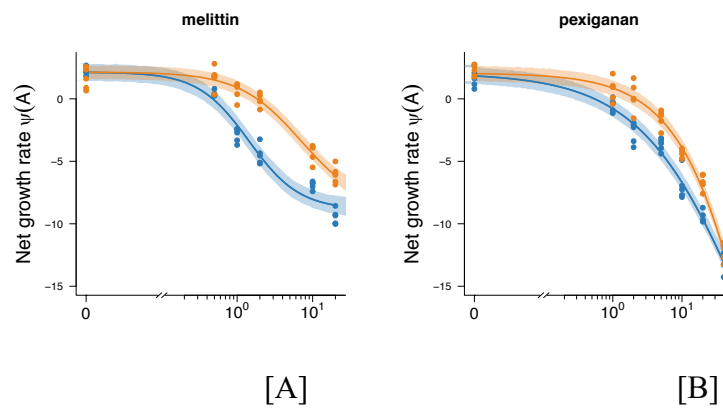 melittin
pexiganan
Net growth rate ψ(A)
0
−5
−10
−15
0
10⁰
10¹
Net growth rate ψ(A)
0
−5
−10
−15
0
10⁰
10¹
[A]
[B]